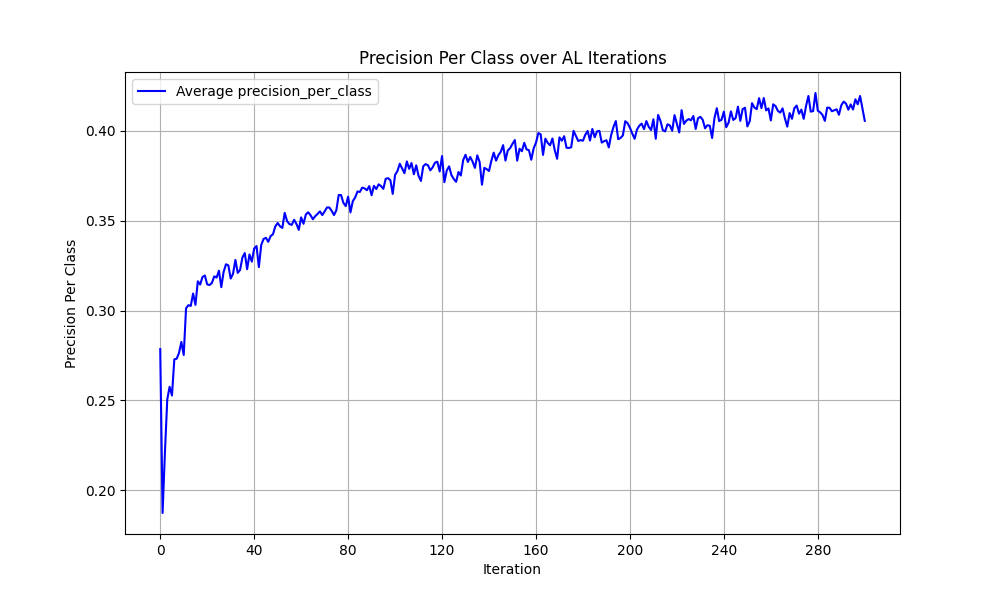 Precision Per Class over AL Iterations
Average precision_per_class
Precision Per Class
0.40
0.35
0.30
0.25
0.20
0 40 80 120 160 200 240 280
Iteration